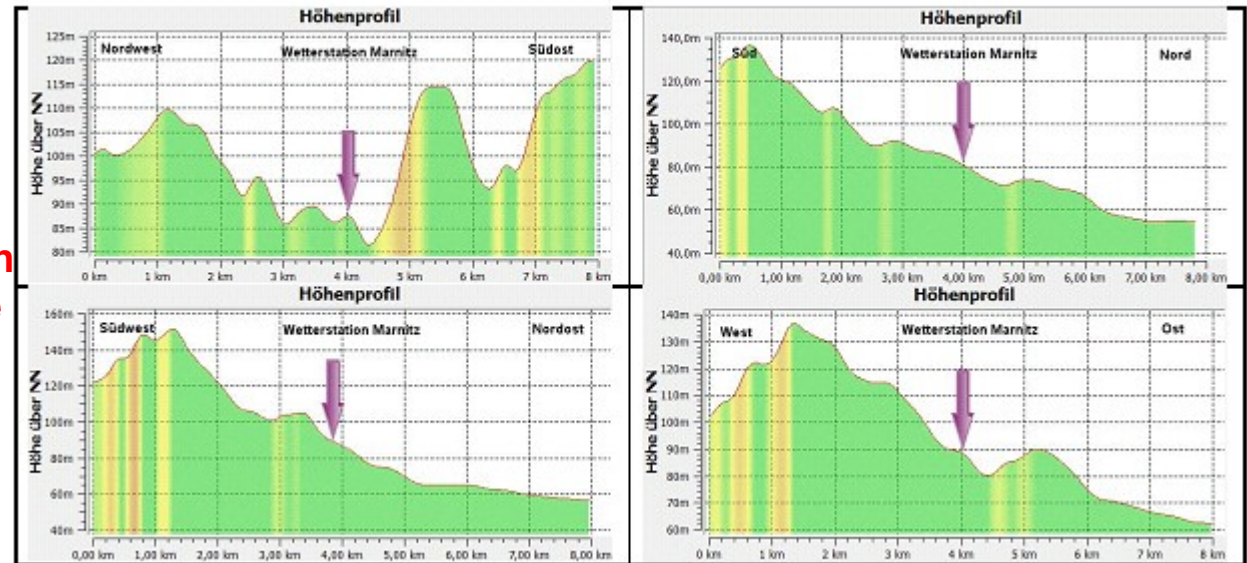 Höhenprofil
125m
120m
115m
110m
105m
100m
95m
90m
85m
80m
Höhe über NN
Nordwest
Wetterstation Marnitz
Südost
0 km 1 km 2 km 3 km 4 km 5 km 6 km 7 km 8 km
Höhenprofil
140,0m
120,0m
100,0m
80,0m
60,0m
40,0m
Höhe über NN
Süd
Wetterstation Marnitz
Nord
0,00 km 1,00 km 2,00 km 3,00 km 4,00 km 5,00 km 6,00 km 7,00 km 8,00 km
Höhenprofil
160m
140m
120m
100m
80m
60m
40m
Höhe über NN
Südwest
Wetterstation Marnitz
Nordost
0,00 km 1,00 km 2,00 km 3,00 km 4,00 km 5,00 km 6,00 km 7,00 km 8,00 km
Höhenprofil
140m
130m
120m
110m
100m
90m
80m
70m
60m
Höhe über NN
West
Wetterstation Marnitz
Ost
0 km 1 km 2 km 3 km 4 km 5 km 6 km 7 km 8 km